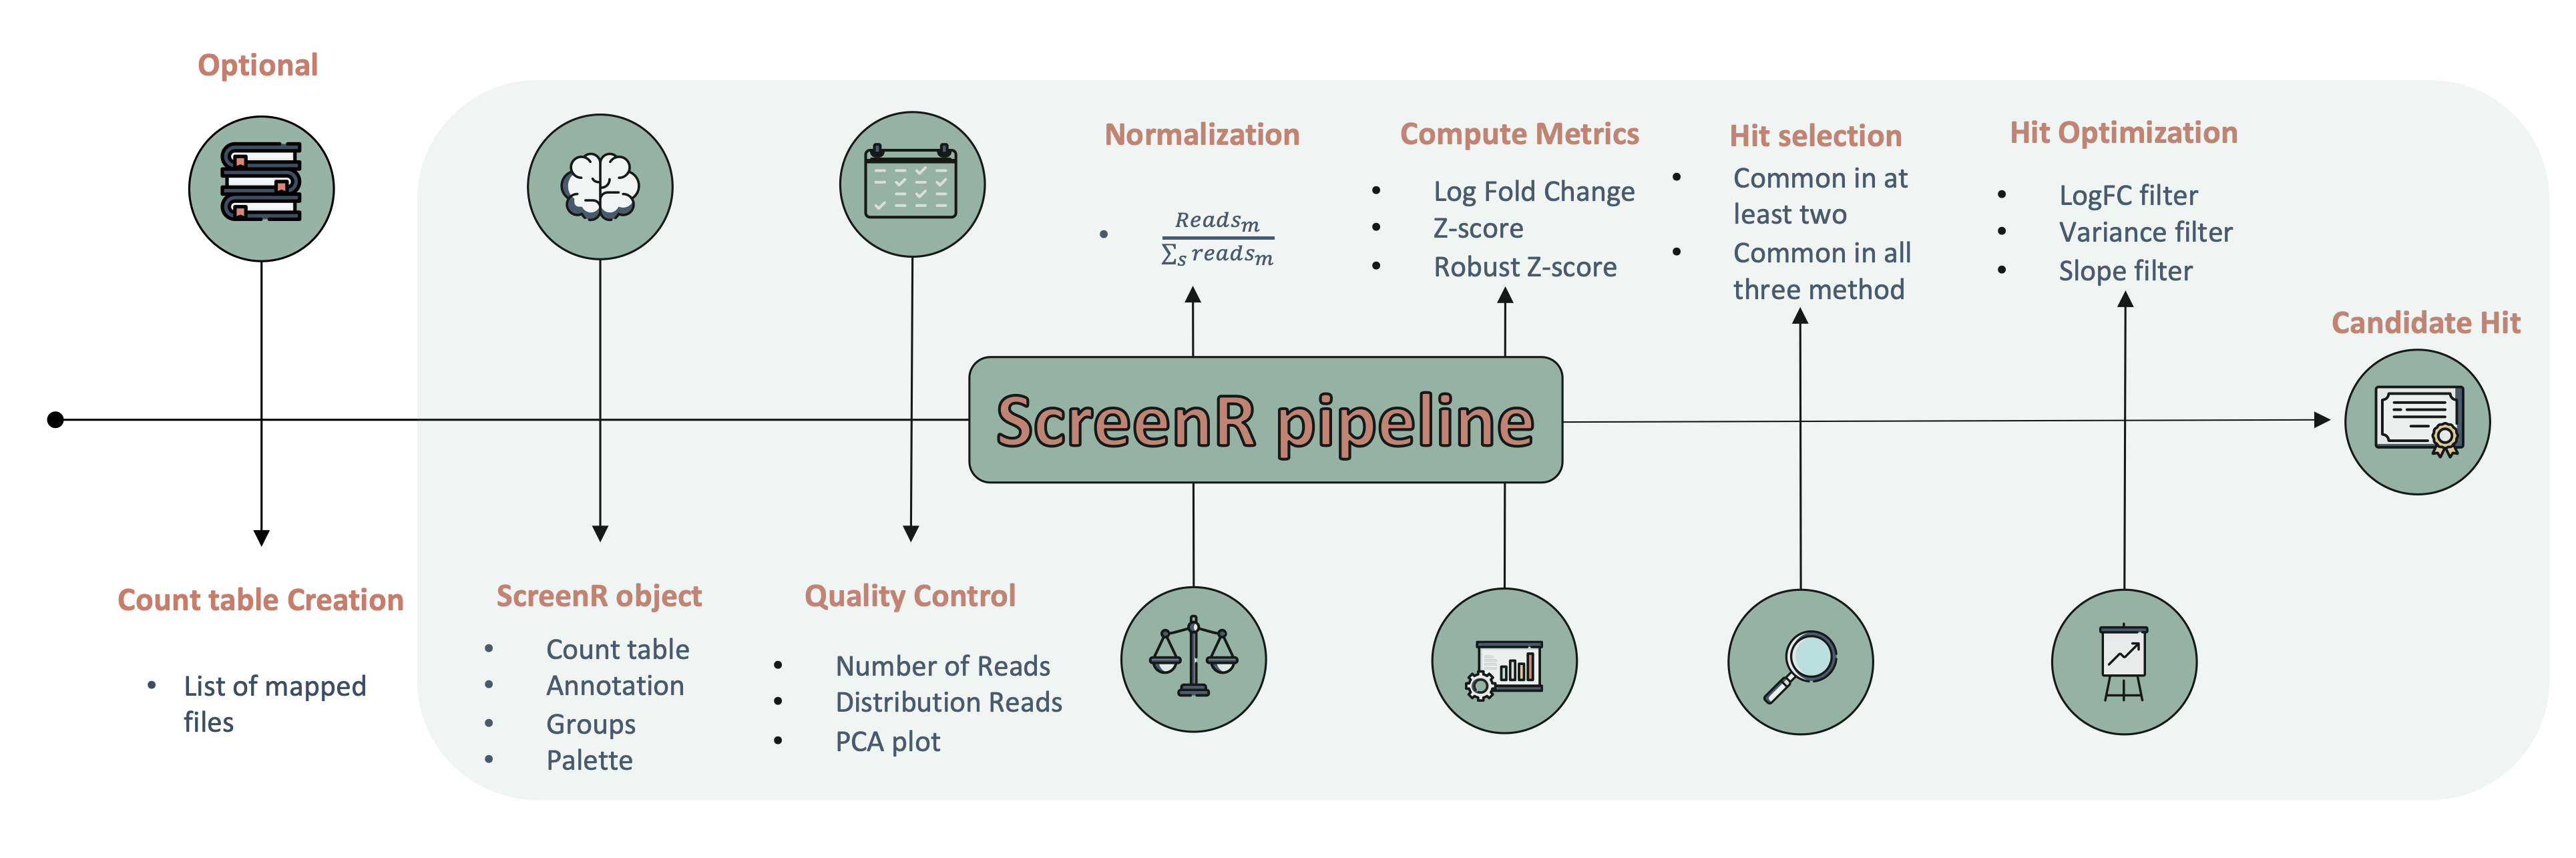 Optional
Count table Creation
• List of mapped
files
ScreenR object
• Count table
• Annotation
• Groups
• Palette
Quality Control
• Number of Reads
• Distribution Reads
• PCA plot
ScreenR pipeline
Normalization
• Reads_m
∑_s reads_m
Compute Metrics
• Log Fold Change
• Z-score
• Robust Z-score
Hit selection
• Common in at
least two
• Common in all
three method
Hit Optimization
• LogFC filter
• Variance filter
• Slope filter
Candidate Hit